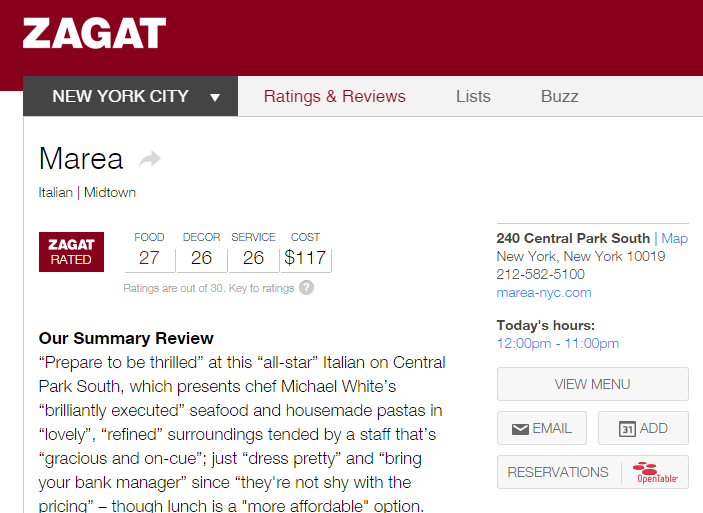 ZAGAT
NEW YORK CITY ▼ Ratings & Reviews Lists Buzz
Marea
Italian | Midtown
ZAGAT
RATED
FOOD DECOR SERVICE COST
27 26 26 $117
Ratings are out of 30. Key to ratings ?
Our Summary Review
“Prepare to be thrilled” at this “all-star” Italian on Central
Park South, which presents chef Michael White’s
“brilliantly executed” seafood and housemade pastas in
“lovely”, “refined” surroundings tended by a staff that’s
“gracious and on-cue”; just “dress pretty” and “bring
your bank manager” since “they're not shy with the
pricing” – though lunch is a "more affordable" option.
240 Central Park South | Map
New York, New York 10019
212-582-5100
marea-nyc.com
Today's hours:
12:00pm - 11:00pm
VIEW MENU
EMAIL 31 ADD
RESERVATIONS OpenTable